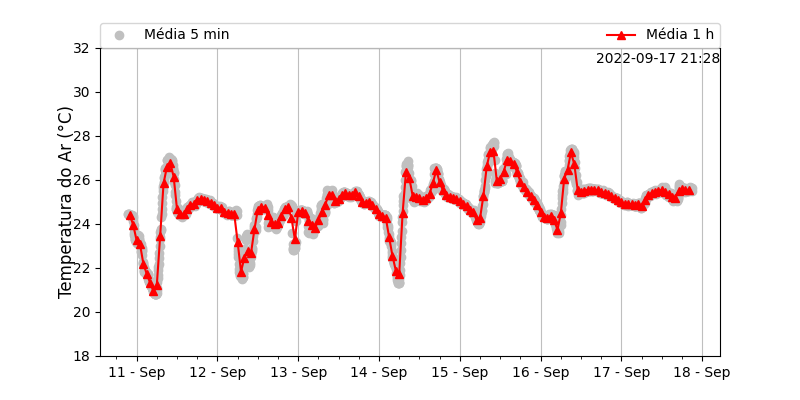 Média 5 min
Média 1 h
2022-09-17 21:28
Temperatura do Ar (°C)
32
30
28
26
24
22
20
18
11 - Sep
12 - Sep
13 - Sep
14 - Sep
15 - Sep
16 - Sep
17 - Sep
18 - Sep